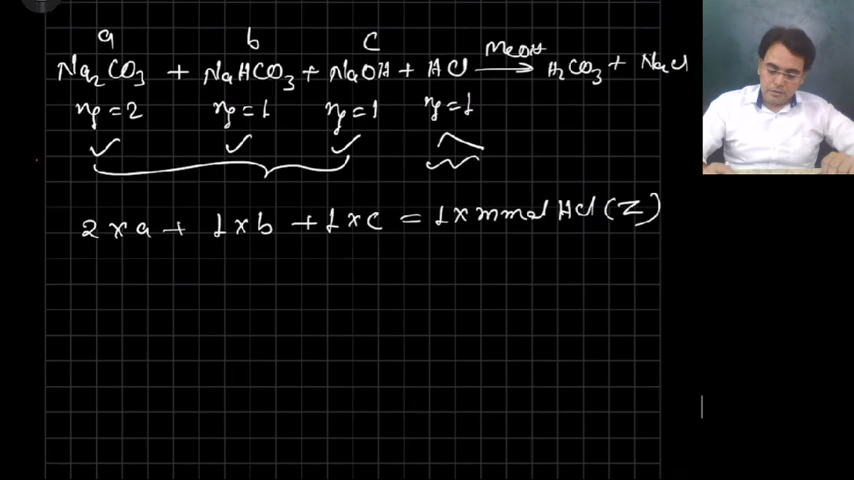 a b c
Na₂CO₃ + NaHCO₃ + NaOH + HCl ⟶ MeOH H₂CO₃ + NaCl
nf = 2 nf = 1 nf = 1 nf = 1
2 × a + 1 × b + 1 × c = 1 × mmol HCl (Z)